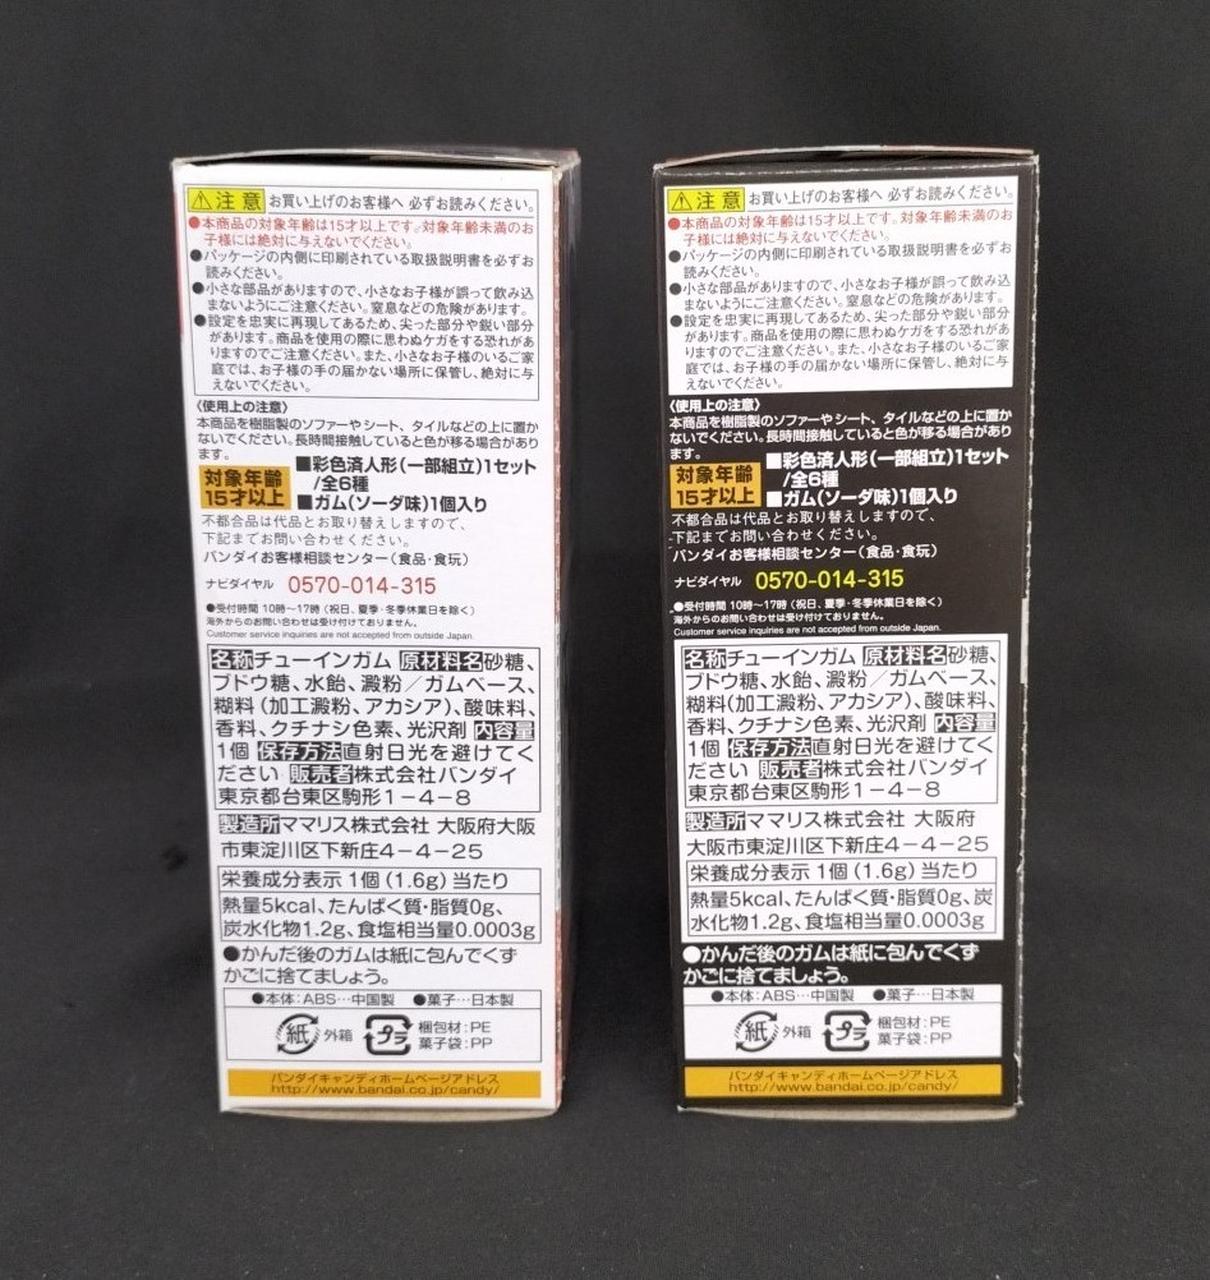 注意 お買い上げのお客様へ 必ずお読みください。
●本商品の対象年齢は15才以上です。対象年齢未満のお
子様には絶対に与えないでください。
●パッケージの内側に印刷されている取扱説明書を必ずお
読みください。
●小さな部品がありますので、小さなお子様が誤って飲み込
まないようにご注意ください。窒息などの危険があります。
●設定を忠実に再現してあるため、尖った部分や鋭い部分
があります。商品を使用の際に思わぬケガをする恐れがあ
りますのでご注意ください。また、小さなお子様のいるご家
庭では、お子様の手の届かない場所に保管し、絶対に与
えないでください。
〈使用上の注意〉
本商品を樹脂製のソファーやシート、タイルなどの上に置か
ないでください。長時間接触していると色が移る場合があり
ます。
対象年齢
15才以上
■彩色済人形(一部組立)1セット
/全6種
■ガム(ソーダ味)1個入り
不都合品は代品とお取り替えしますので、
下記までお問い合わせください。
バンダイお客様相談センター(食品・食玩)
ナビダイヤル 0570-014-315
●受付時間 10時〜17時(祝日、夏季・冬季休業日を除く)
海外からのお問い合わせは受け付けておりません。
Customer service inquiries are not accepted from outside Japan.
名称チューインガム 原材料名砂糖、
ブドウ糖、水飴、澱粉/ガムベース、
糊料(加工澱粉、アカシア)、酸味料、
香料、クチナシ色素、光沢剤 内容量
1個 保存方法直射日光を避けてく
ださい 販売者株式会社バンダイ
東京都台東区駒形1-4-8
製造所ママリス株式会社 大阪府大阪
市東淀川区下新庄4-4-25
栄養成分表示 1個(1.6g)当たり
熱量5kcal、たんぱく質・脂質0g、
炭水化物1.2g、食塩相当量0.0003g
●かんだ後のガムは紙に包んでくず
かごに捨てましょう。
●本体:ABS…中国製 ●菓子…日本製
紙 外箱 プラ 梱包材:PE
菓子袋:PP
バンダイキャンディホームページアドレス
http://www.bandai.co.jp/candy/
注意 お買い上げのお客様へ 必ずお読みください。
●本商品の対象年齢は15才以上です。対象年齢未満のお
子様には絶対に与えないでください。
●パッケージの内側に印刷されている取扱説明書を必ずお
読みください。
●小さな部品がありますので、小さなお子様が誤って飲み込
まないようにご注意ください。窒息などの危険があります。
●設定を忠実に再現してあるため、尖った部分や鋭い部分
があります。商品を使用の際に思わぬケガをする恐れがあ
りますのでご注意ください。また、小さなお子様のいるご家
庭では、お子様の手の届かない場所に保管し、絶対に与
えないでください。
〈使用上の注意〉
本商品を樹脂製のソファーやシート、タイルなどの上に置か
ないでください。長時間接触していると色が移る場合があり
ます。
対象年齢
15才以上
■彩色済人形(一部組立)1セット
/全6種
■ガム(ソーダ味)1個入り
不都合品は代品とお取り替えしますので、
下記までお問い合わせください。
バンダイお客様相談センター(食品・食玩)
ナビダイヤル 0570-014-315
●受付時間 10時〜17時(祝日、夏季・冬季休業日を除く)
海外からのお問い合わせは受け付けておりません。
Customer service inquiries are not accepted from outside Japan.
名称チューインガム 原材料名砂糖、
ブドウ糖、水飴、澱粉/ガムベース、
糊料(加工澱粉、アカシア)、酸味料、
香料、クチナシ色素、光沢剤 内容量
1個 保存方法直射日光を避けてく
ださい 販売者株式会社バンダイ
東京都台東区駒形1-4-8
製造所ママリス株式会社 大阪府
大阪市東淀川区下新庄4-4-25
栄養成分表示 1個(1.6g)当たり
熱量5kcal、たんぱく質・脂質0g、炭
水化物1.2g、食塩相当量0.0003g
●かんだ後のガムは紙に包んでくず
かごに捨てましょう。
●本体:ABS…中国製 ●菓子…日本製
紙 外箱 プラ 梱包材:PE
菓子袋:PP
バンダイキャンディホームページアドレス
http://www.bandai.co.jp/candy/